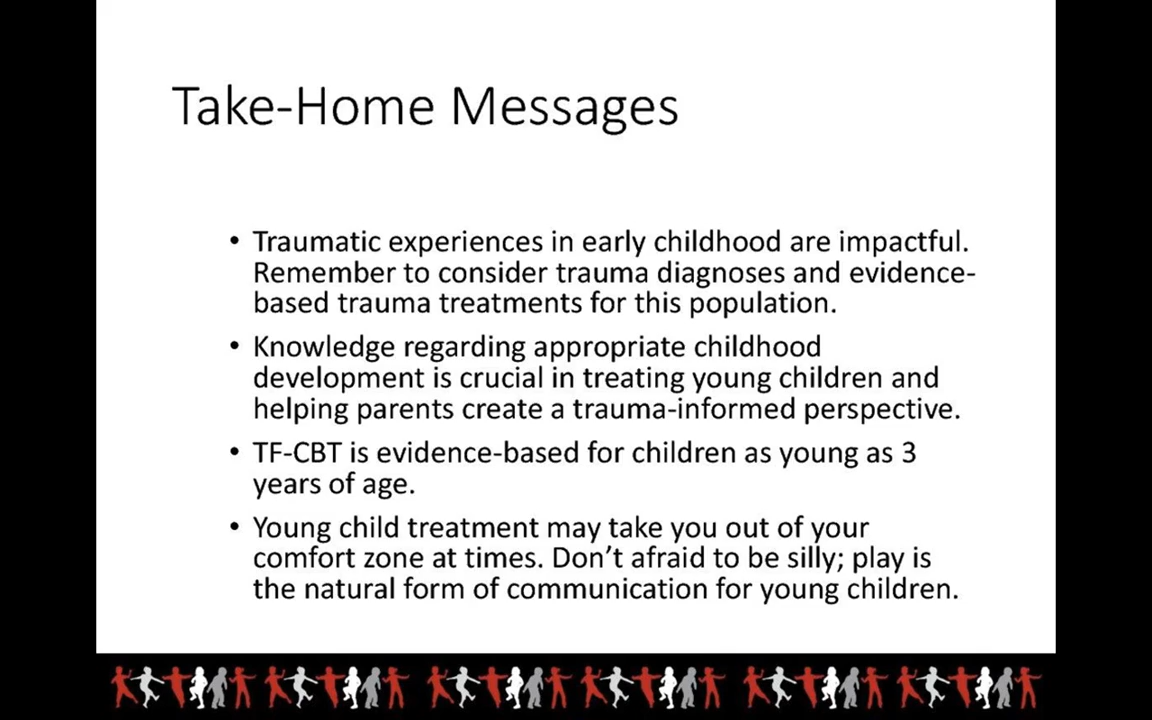 Take-Home Messages
• Traumatic experiences in early childhood are impactful.
Remember to consider trauma diagnoses and evidence-
based trauma treatments for this population.
• Knowledge regarding appropriate childhood
development is crucial in treating young children and
helping parents create a trauma-informed perspective.
• TF-CBT is evidence-based for children as young as 3
years of age.
• Young child treatment may take you out of your
comfort zone at times. Don’t afraid to be silly; play is
the natural form of communication for young children.